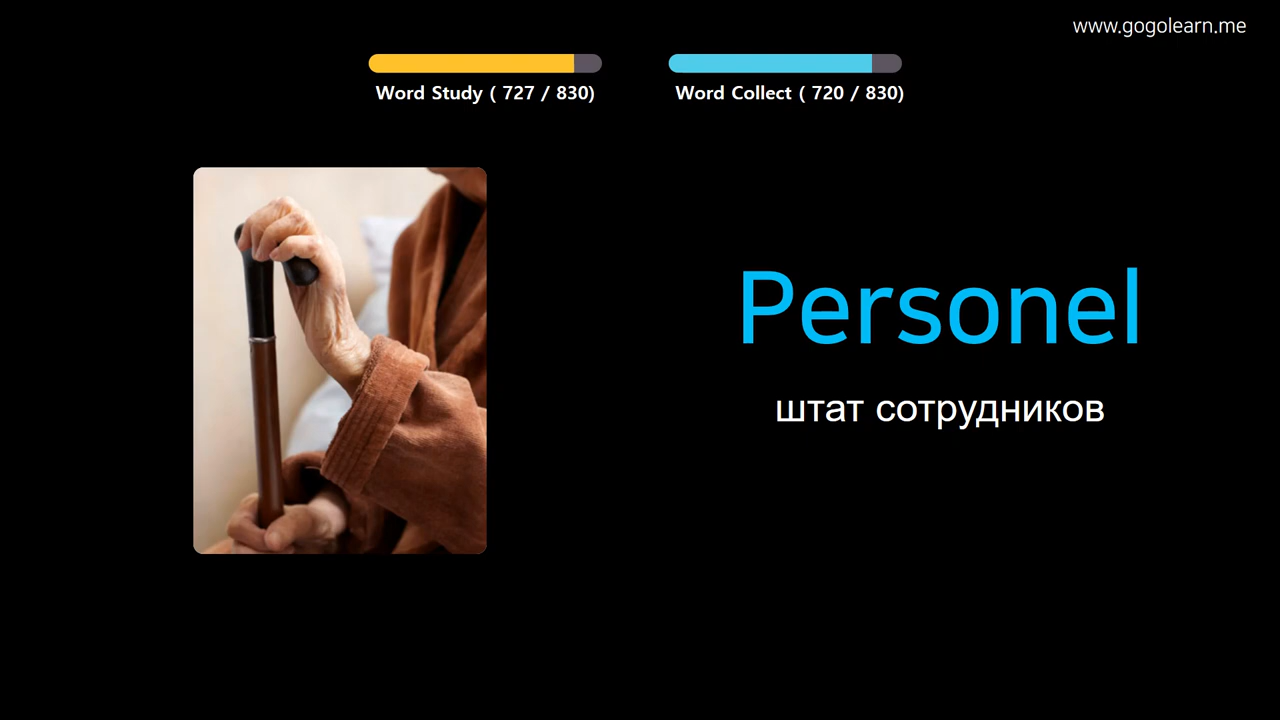 www.gogolearn.me
Word Study ( 727 / 830)
Word Collect ( 720 / 830)
Personel
штат сотрудников